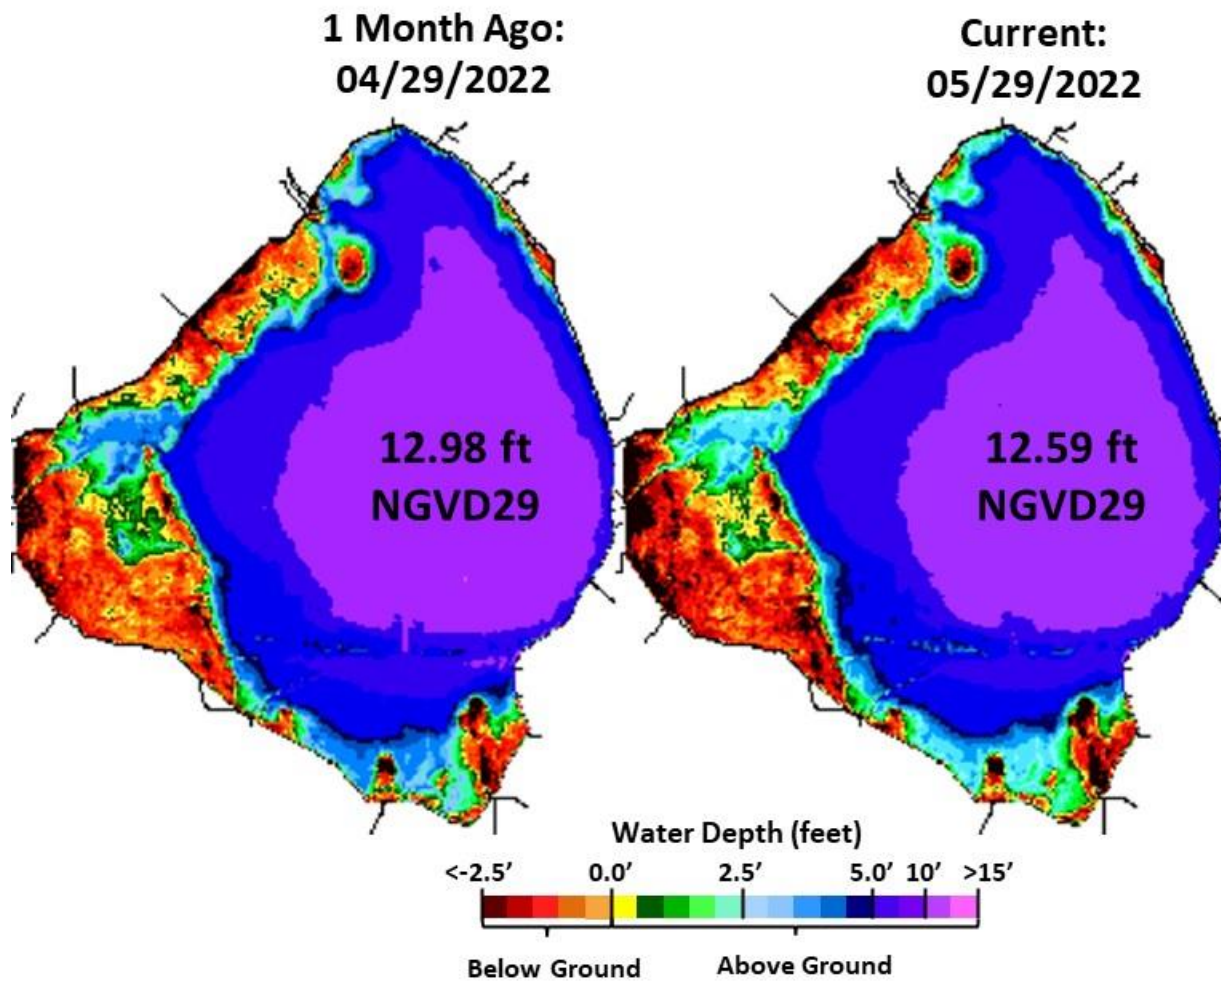 1 Month Ago:
04/29/2022
Current:
05/29/2022
12.98 ft
NGVD29
12.59 ft
NGVD29
Water Depth (feet)
<-2.5’ 0.0’ 2.5’ 5.0’ 10’ >15’
Below Ground Above Ground